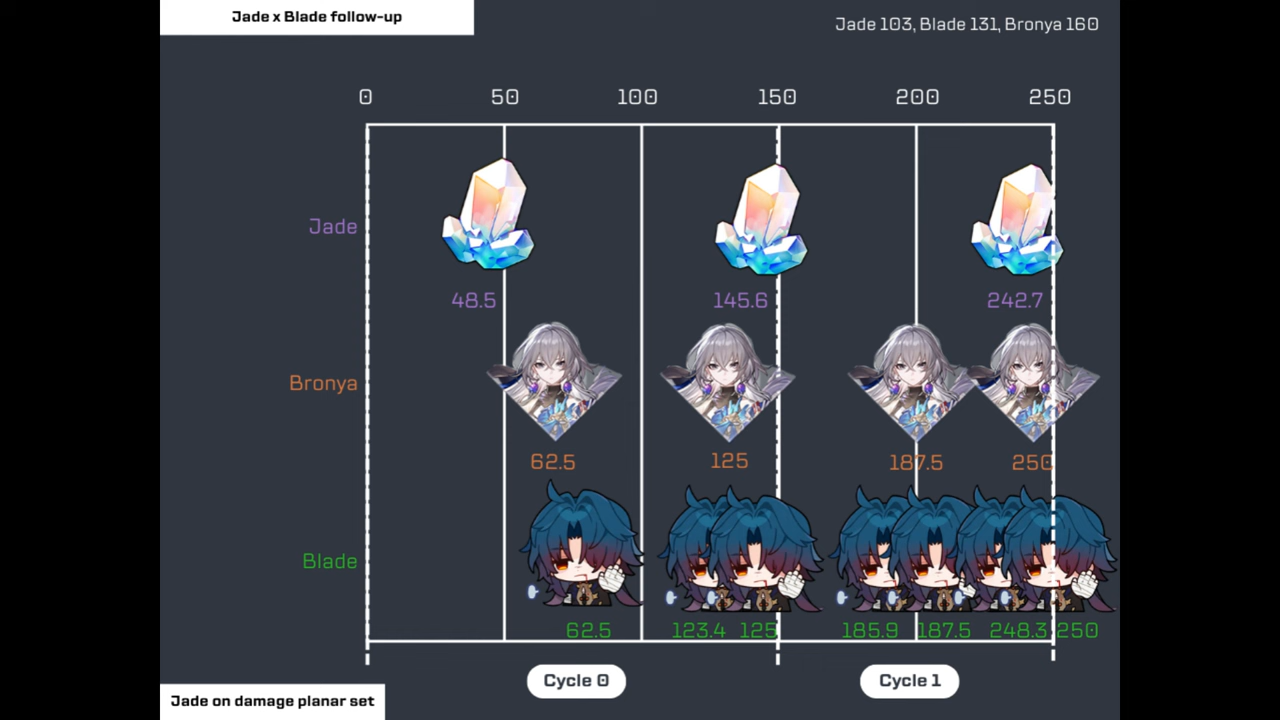 Jade x Blade follow-up
Jade 103, Blade 131, Bronya 160
0 50 100 150 200 250
Jade
48.5 145.6 242.7
Bronya
62.5 125 187.5 250
Blade
62.5 123.4 125 185.9 187.5 248.3 250
Cycle 0 Cycle 1
Jade on damage planar set